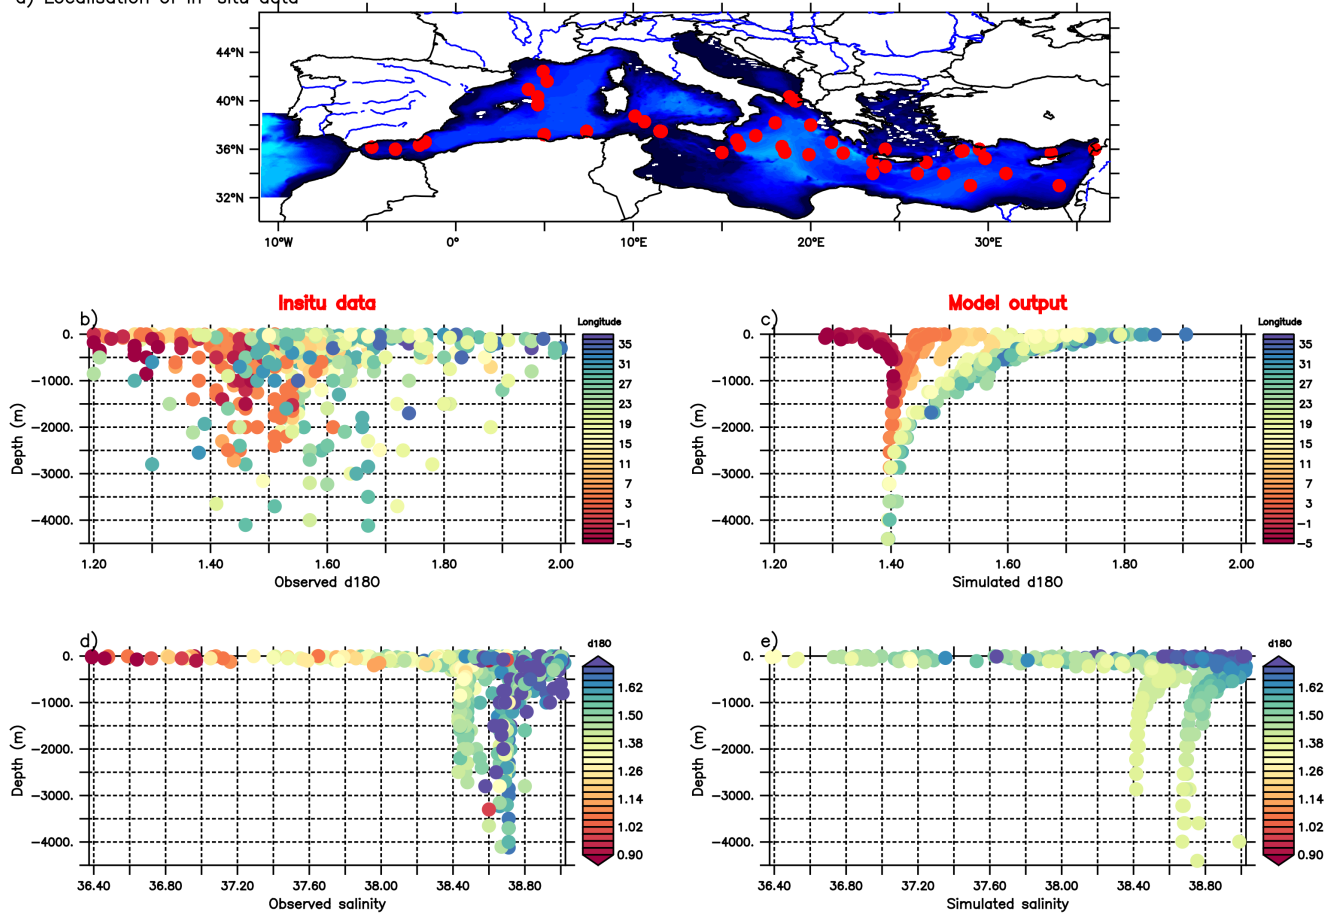 a) Localisation of in-situ data
44°N
40°N
36°N
32°N
10°W 0° 10°E 20°E 30°E
Insitu data
Model output
b) Longitude
c) Longitude
0.
-1000.
-2000.
-3000.
-4000.
Depth (m)
35
31
27
23
19
15
11
7
3
-1
-5
1.20 1.40 1.60 1.80 2.00
Observed d18O
0.
-1000.
-2000.
-3000.
-4000.
Depth (m)
35
31
27
23
19
15
11
7
3
-1
-5
1.20 1.40 1.60 1.80 2.00
Simulated d18O
d) d18O
0.
-1000.
-2000.
-3000.
-4000.
Depth (m)
1.62
1.50
1.38
1.26
1.14
1.02
0.90
36.40 36.80 37.20 37.60 38.00 38.40 38.80
Observed salinity
e) d18O
0.
-1000.
-2000.
-3000.
-4000.
Depth (m)
1.62
1.50
1.38
1.26
1.14
1.02
0.90
36.40 36.80 37.20 37.60 38.00 38.40 38.80
Simulated salinity